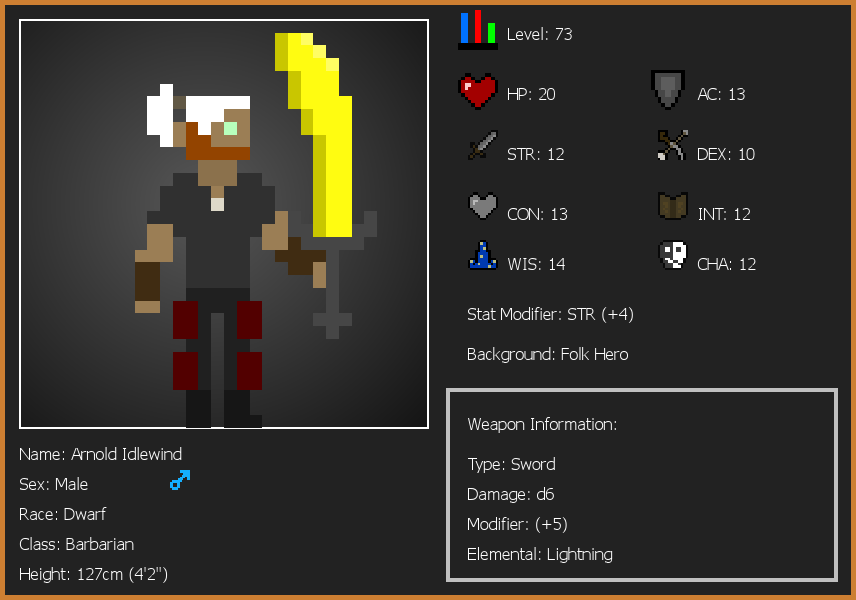 Level: 73
HP: 20
AC: 13
STR: 12
DEX: 10
CON: 13
INT: 12
WIS: 14
CHA: 12
Stat Modifier: STR (+4)
Background: Folk Hero
Weapon Information:
Type: Sword
Damage: d6
Modifier: (+5)
Elemental: Lightning
Name: Arnold Idlewind
Sex: Male
Race: Dwarf
Class: Barbarian
Height: 127cm (4'2")